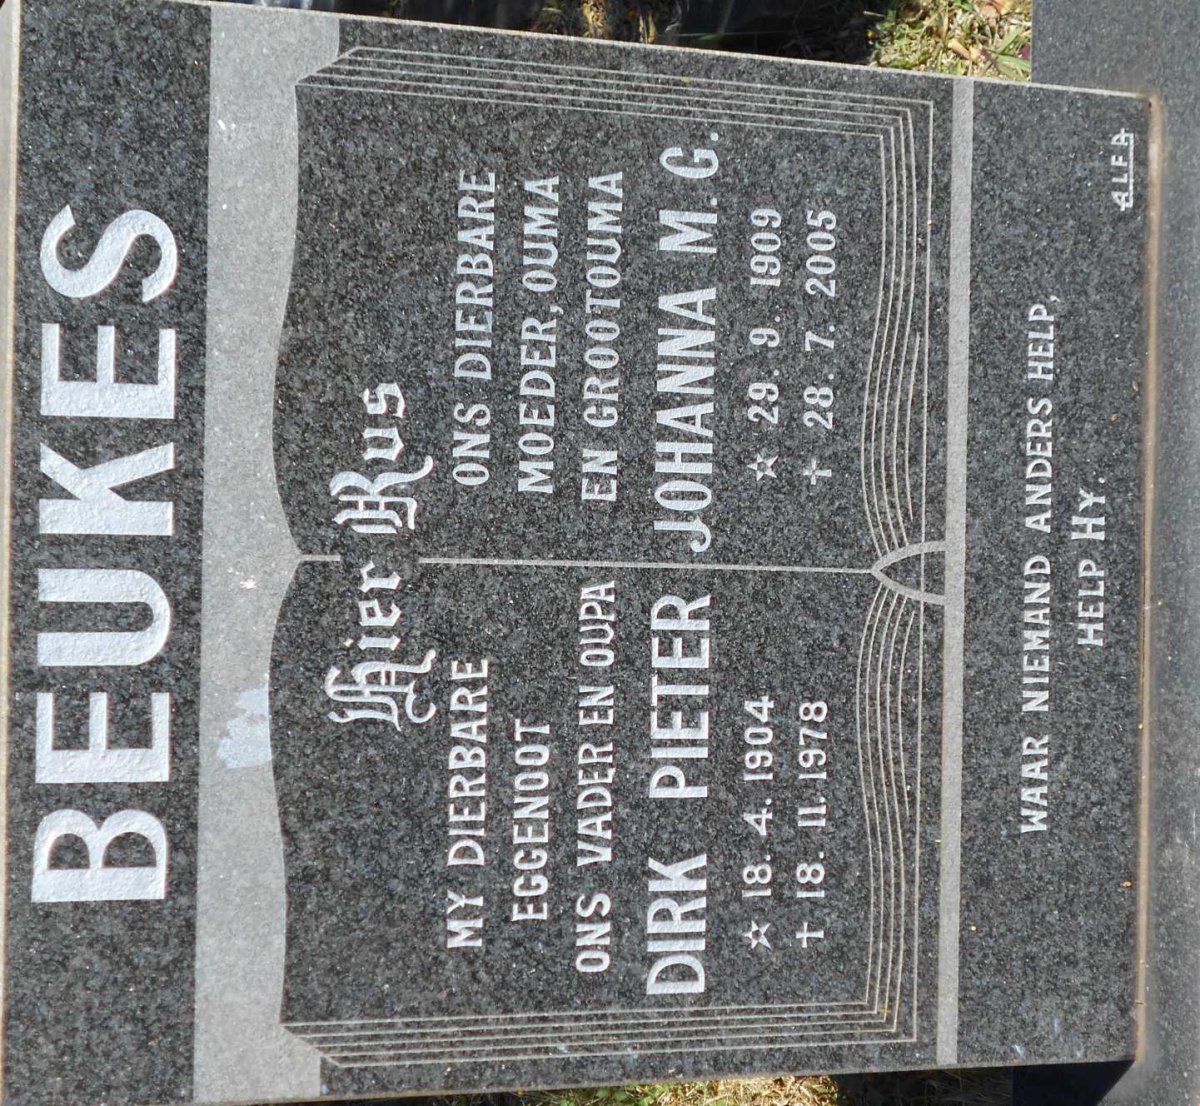 BEUKES
Hier Rus
MY DIERBARE
EGGENOOT
ONS VADER EN OUPA
DIRK PIETER
☆ 18. 4. 1904
† 18. 11. 1978
ONS DIERBARE
MOEDER, OUMA
EN GROOTOUMA
JOHANNA M. G.
☆ 29. 9. 1909
† 28. 7. 2005
WAAR NIEMAND ANDERS HELP,
HELP HY.
ALFA